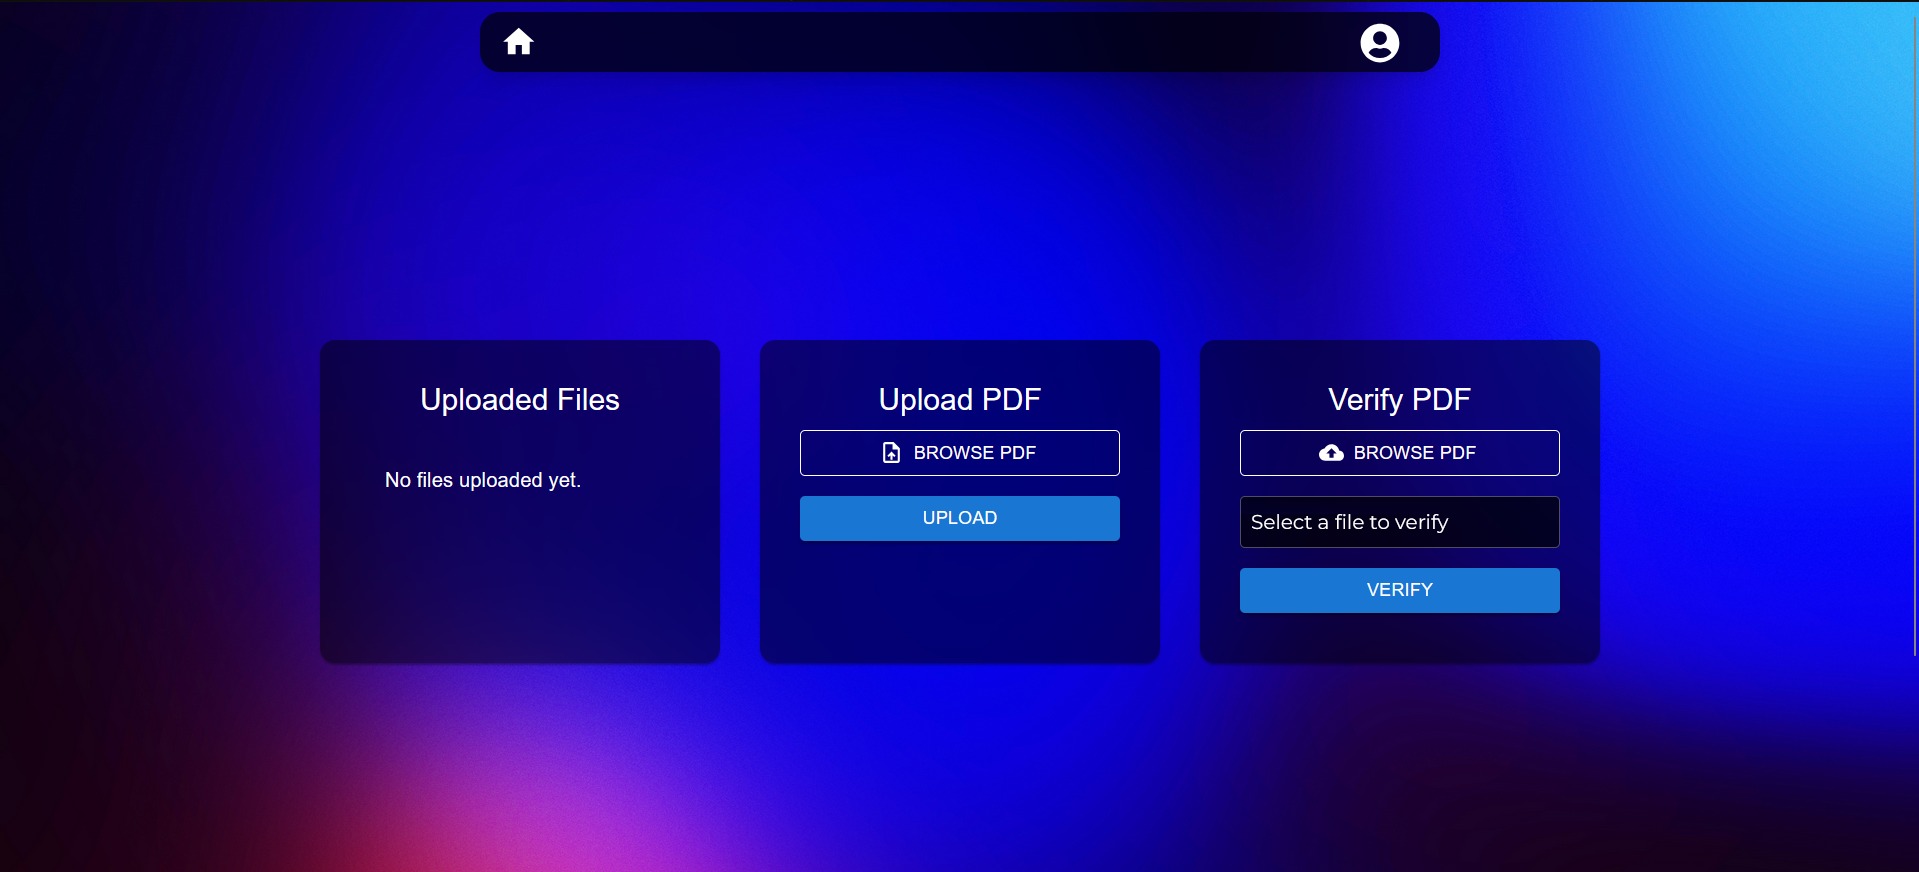 Uploaded Files
No files uploaded yet.
Upload PDF
BROWSE PDF
UPLOAD
Verify PDF
BROWSE PDF
Select a file to verify
VERIFY